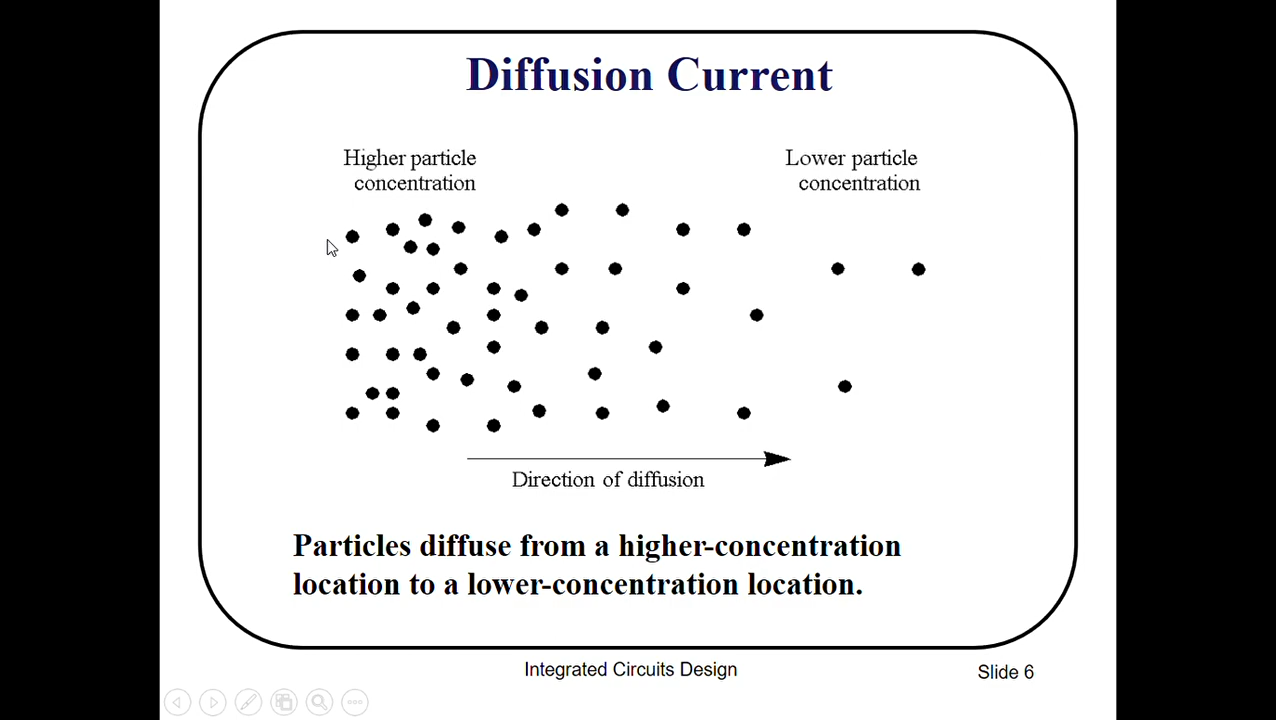 Diffusion Current
Higher particle
concentration
Lower particle
concentration
Direction of diffusion
Particles diffuse from a higher-concentration
location to a lower-concentration location.
Integrated Circuits Design
Slide 6